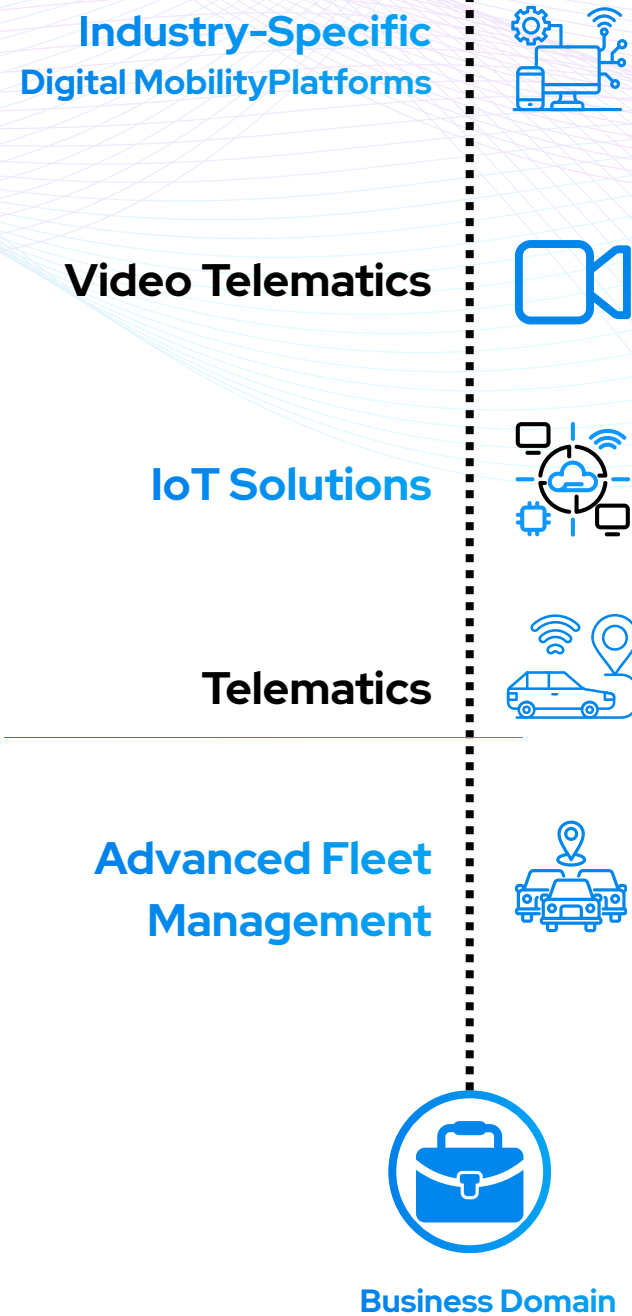 Industry-Specific
Digital MobilityPlatforms
Video Telematics
IoT Solutions
Telematics
Advanced Fleet
Management
Business Domain